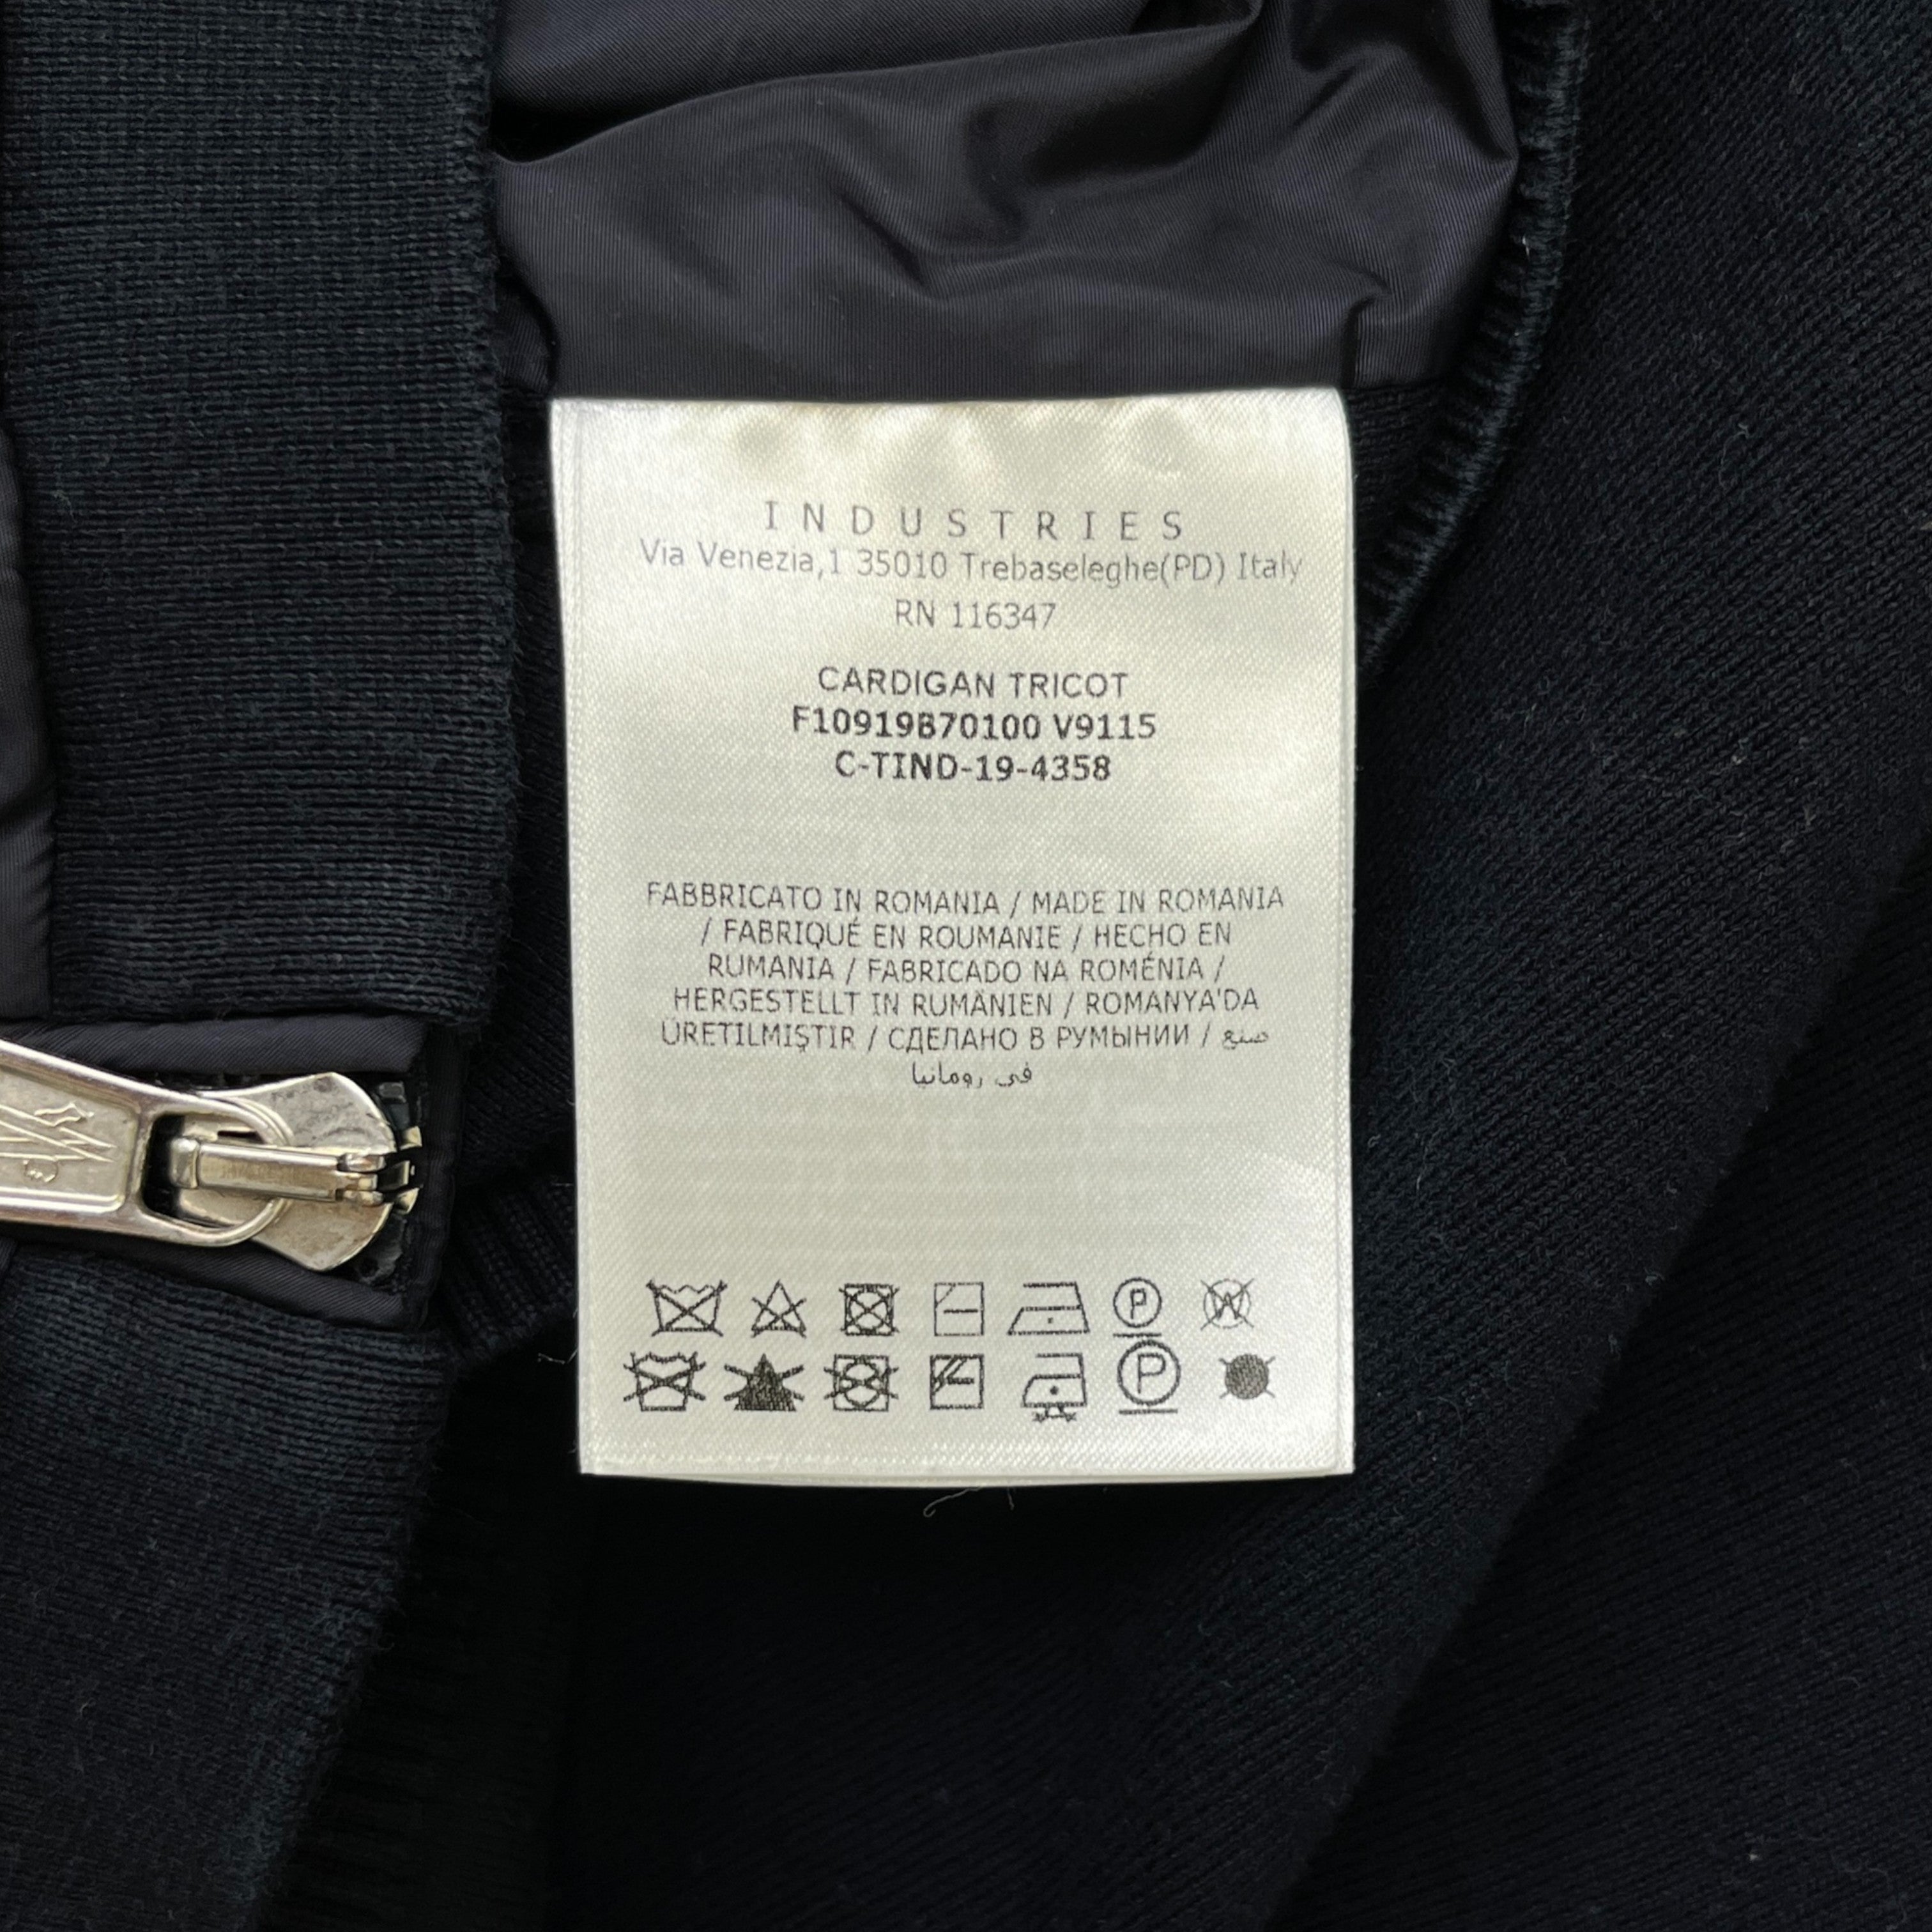 INDUSTRIES
Via Venezia,1 35010 Trebaseleghe(PD) Italy
RN 116347
CARDIGAN TRICOT
F10919B70100 V9115
C-TIND-19-4358
FABBRICATO IN ROMANIA / MADE IN ROMANIA
/ FABRIQUÉ EN ROUMANIE / HECHO EN
RUMANIA / FABRICADO NA ROMÉNIA /
HERGESTELLT IN RUMÄNIEN / ROMANYA'DA
ÜRETILMIŞTIR / СДЕЛАНО В РУМЫНИИ / صنع
في رومانيا
P W
P